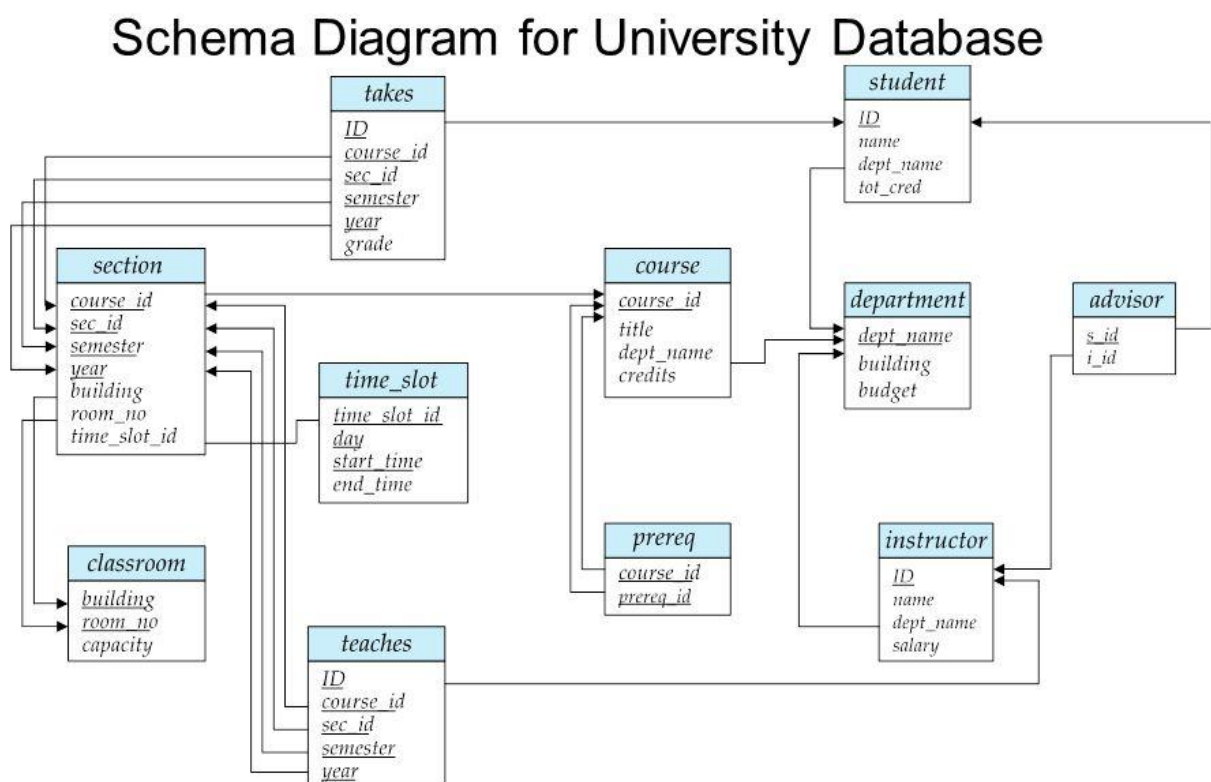 Schema Diagram for University Database
takes
ID
course_id
sec_id
semester
year
grade
student
ID
name
dept_name
tot_cred
section
course_id
sec_id
semester
year
building
room_no
time_slot_id
course
course_id
title
dept_name
credits
department
dept_name
building
budget
advisor
s_id
i_id
time_slot
time_slot_id
day
start_time
end_time
classroom
building
room_no
capacity
prereq
course_id
prereq_id
instructor
ID
name
dept_name
salary
teaches
ID
course_id
sec_id
semester
year